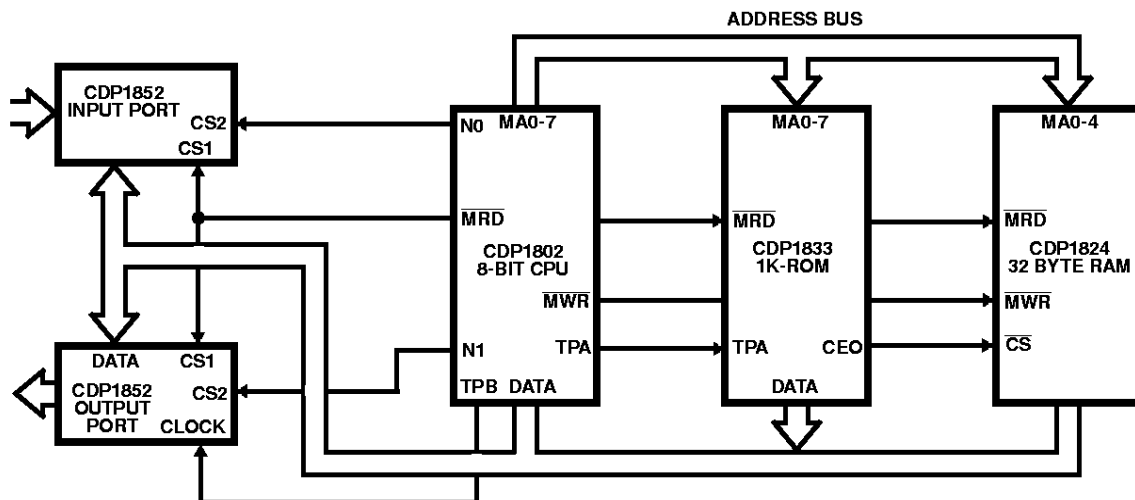 ADDRESS BUS
CDP1852
INPUT PORT
CS2
CS1
N0
MA0-7
MRD
CDP1802
8-BIT CPU
MWR
N1
TPA
TPB
DATA
MA0-7
MRD
CDP1833
1K-ROM
TPA
CEO
DATA
MA0-4
MRD
CDP1824
32 BYTE RAM
MWR
CS
DATA
CS1
CDP1852
OUTPUT
PORT
CS2
CLOCK